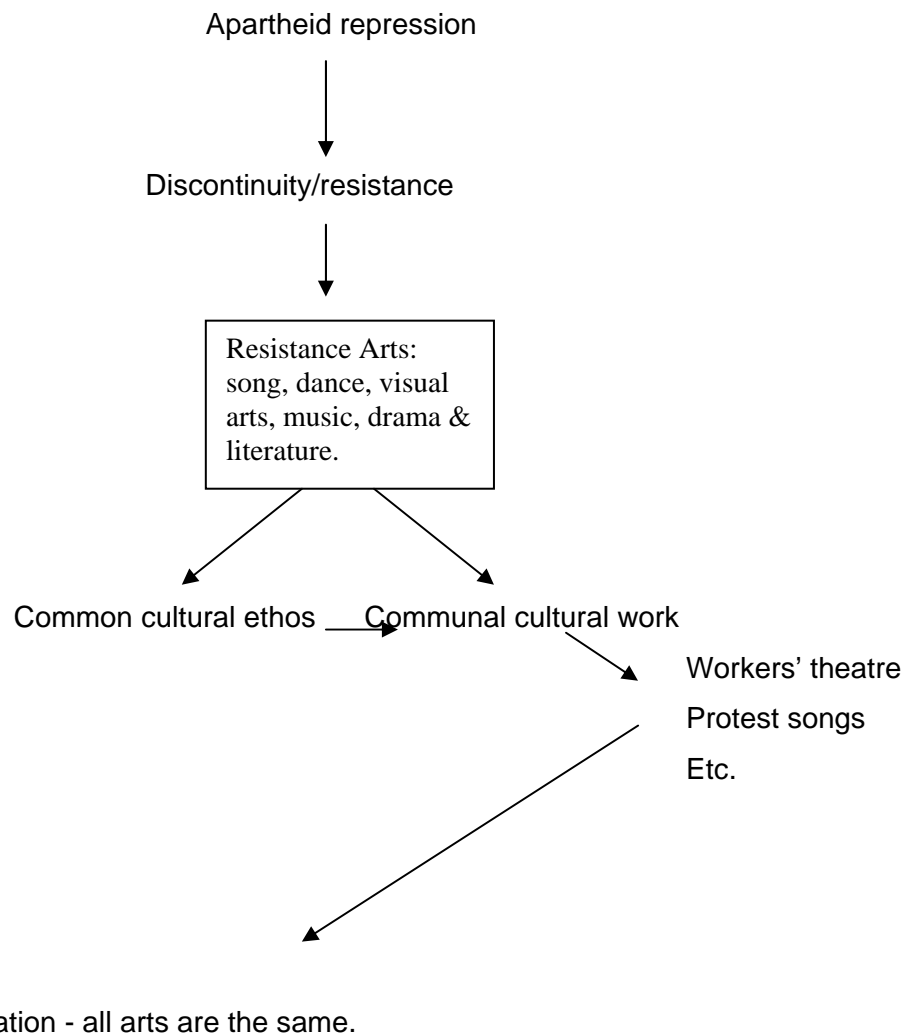 Apartheid repression
Discontinuity/resistance
Resistance Arts:
song, dance, visual
arts, music, drama &
literature.
Common cultural ethos
Communal cultural work
Workers’ theatre
Protest songs
Etc.
ation - all arts are the same.